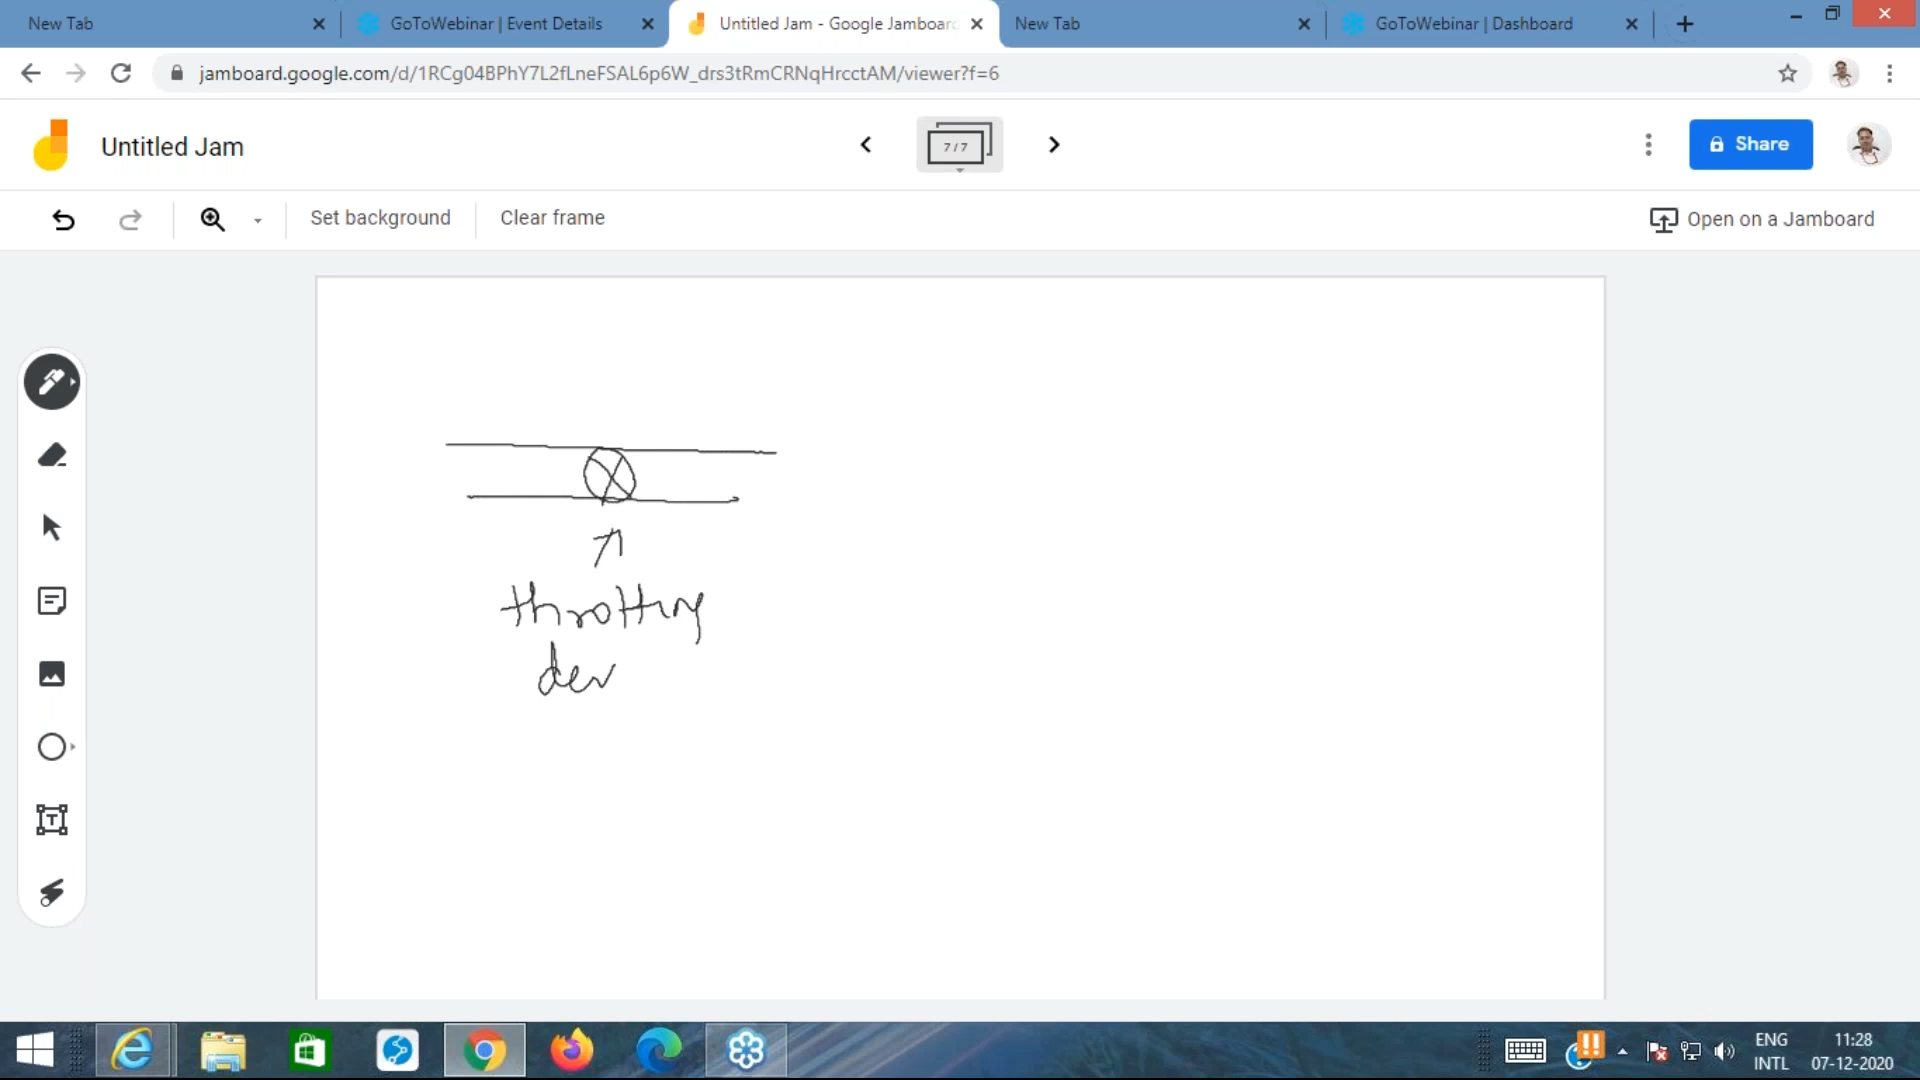 New Tab
GoToWebinar | Event Details
Untitled Jam - Google Jamboard
New Tab
GoToWebinar | Dashboard
jamboard.google.com/d/1RCg04BPhY7L2fLneFSAL6p6W_drs3tRmCRNqHrcctAM/viewer?f=6
Untitled Jam
7 / 7
Share
Set background
Clear frame
Open on a Jamboard
throtting
dev
ENG 11:28
INTL 07-12-2020